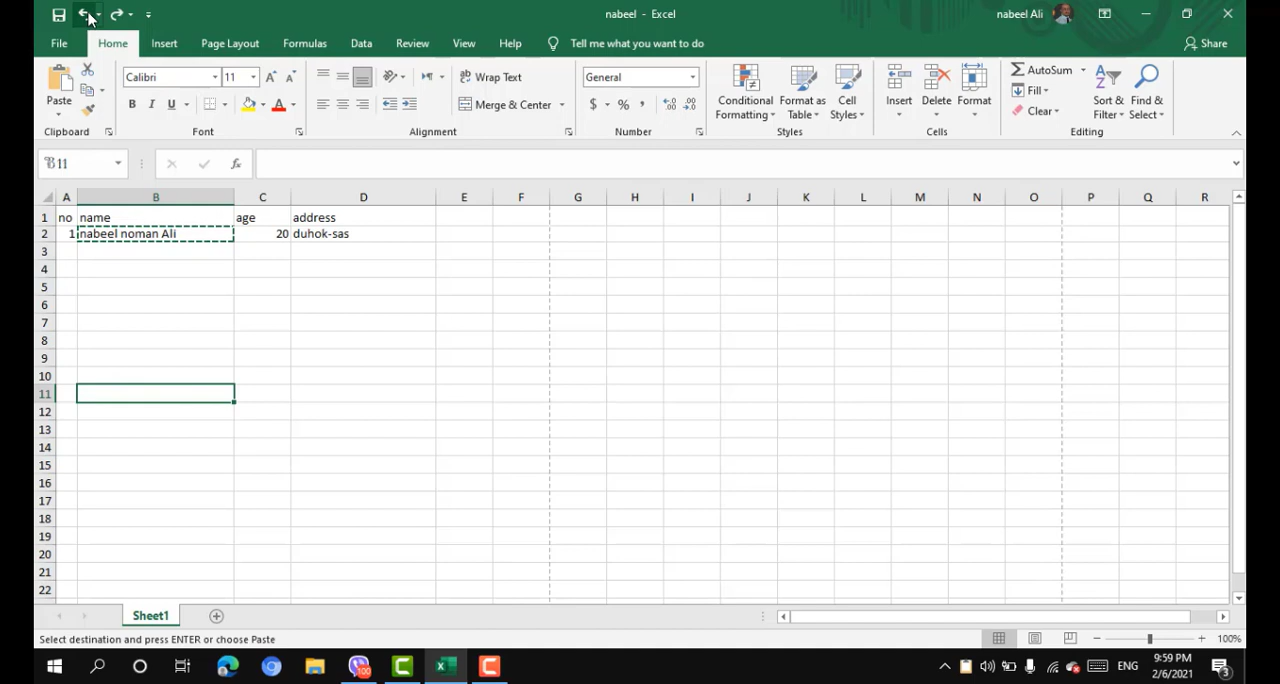 nabeel - Excel
nabeel Ali
File Home Insert Page Layout Formulas Data Review View Help Tell me what you want to do Share
Paste
Calibri 11
B I U A
Wrap Text
Merge & Center
General
$ % ,
Conditional Formatting
Format as Table
Cell Styles
Insert
Delete
Format
AutoSum
Fill
Clear
Sort & Filter
Find & Select
Clipboard Font Alignment Number Styles Cells Editing
B11 fx
A B C D E F G H I J K L M N O P Q R
1 no name age address
2 1 nabeel noman Ali 20 duhok-sas
3
4
5
6
7
8
9
10
11
12
13
14
15
16
17
18
19
20
21
22
Sheet1
Select destination and press ENTER or choose Paste
100%
100
ENG
9:59 PM
2/6/2021
3